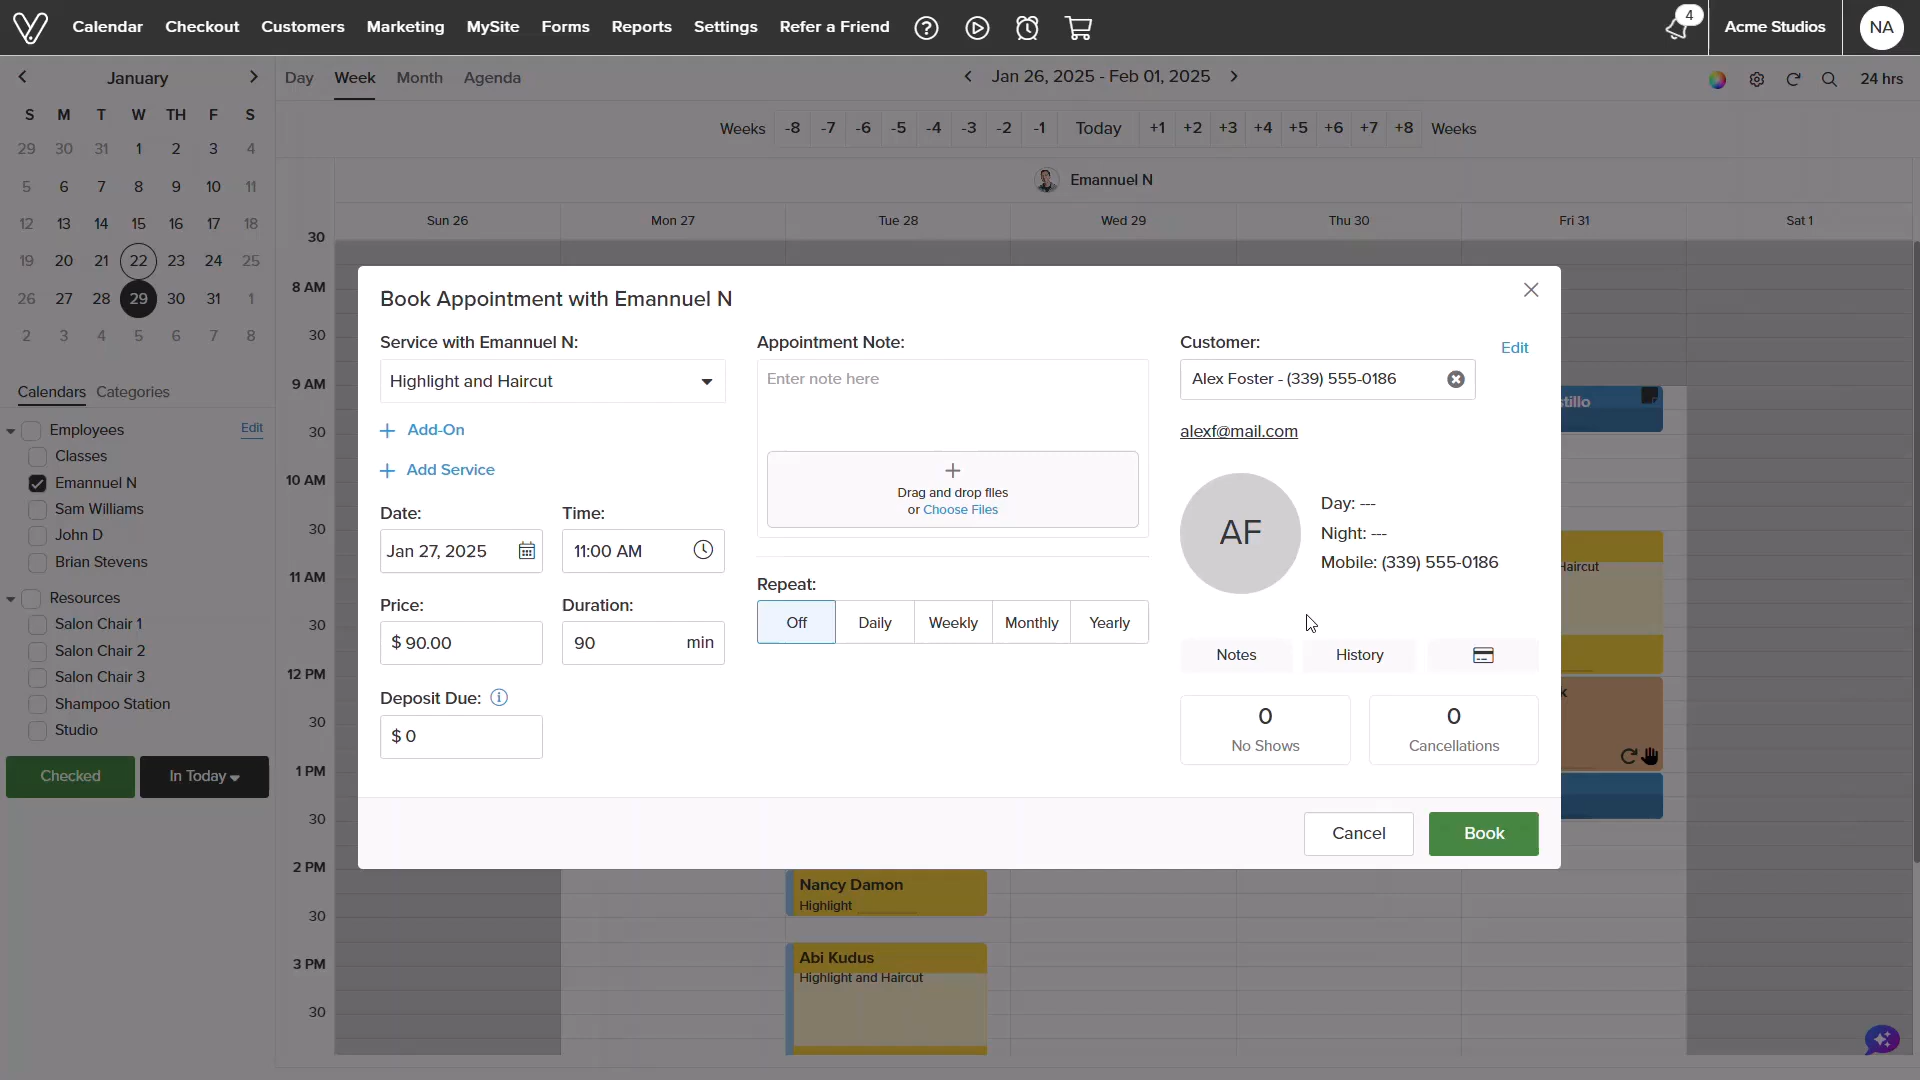 Calendar Checkout Customers Marketing MySite Forms Reports Settings Refer a Friend 4 Acme Studios NA
January
S M T W TH F S
29 30 31 1 2 3 4
5 6 7 8 9 10 11
12 13 14 15 16 17 18
19 20 21 22 23 24 25
26 27 28 29 30 31 1
2 3 4 5 6 7 8
Calendars Categories
Employees Edit
Classes
Emannuel N
Sam Williams
John D
Brian Stevens
Resources
Salon Chair 1
Salon Chair 2
Salon Chair 3
Shampoo Station
Studio
Checked In Today
Day Week Month Agenda
Jan 26, 2025 - Feb 01, 2025
24 hrs
Weeks -8 -7 -6 -5 -4 -3 -2 -1 Today +1 +2 +3 +4 +5 +6 +7 +8 Weeks
Emannuel N
Sun 26 Mon 27 Tue 28 Wed 29 Thu 30 Fri 31 Sat 1
30
8 AM
30
9 AM
30
10 AM
30
11 AM
30
12 PM
30
1 PM
30
2 PM
30
3 PM
30
Book Appointment with Emannuel N
Service with Emannuel N:
Highlight and Haircut
Add-On
Add Service
Date: Time:
Jan 27, 2025 11:00 AM
Price: Duration:
$ 90.00 90 min
Deposit Due:
$ 0
Appointment Note:
Enter note here
Drag and drop files
or Choose Files
Repeat:
Off Daily Weekly Monthly Yearly
Customer: Edit
Alex Foster - (339) 555-0186
alexf@mail.com
AF
Day: ---
Night: ---
Mobile: (339) 555-0186
Notes History
0 No Shows
0 Cancellations
Cancel Book
tillo
Haircut
k
Nancy Damon
Highlight
Abi Kudus
Highlight and Haircut